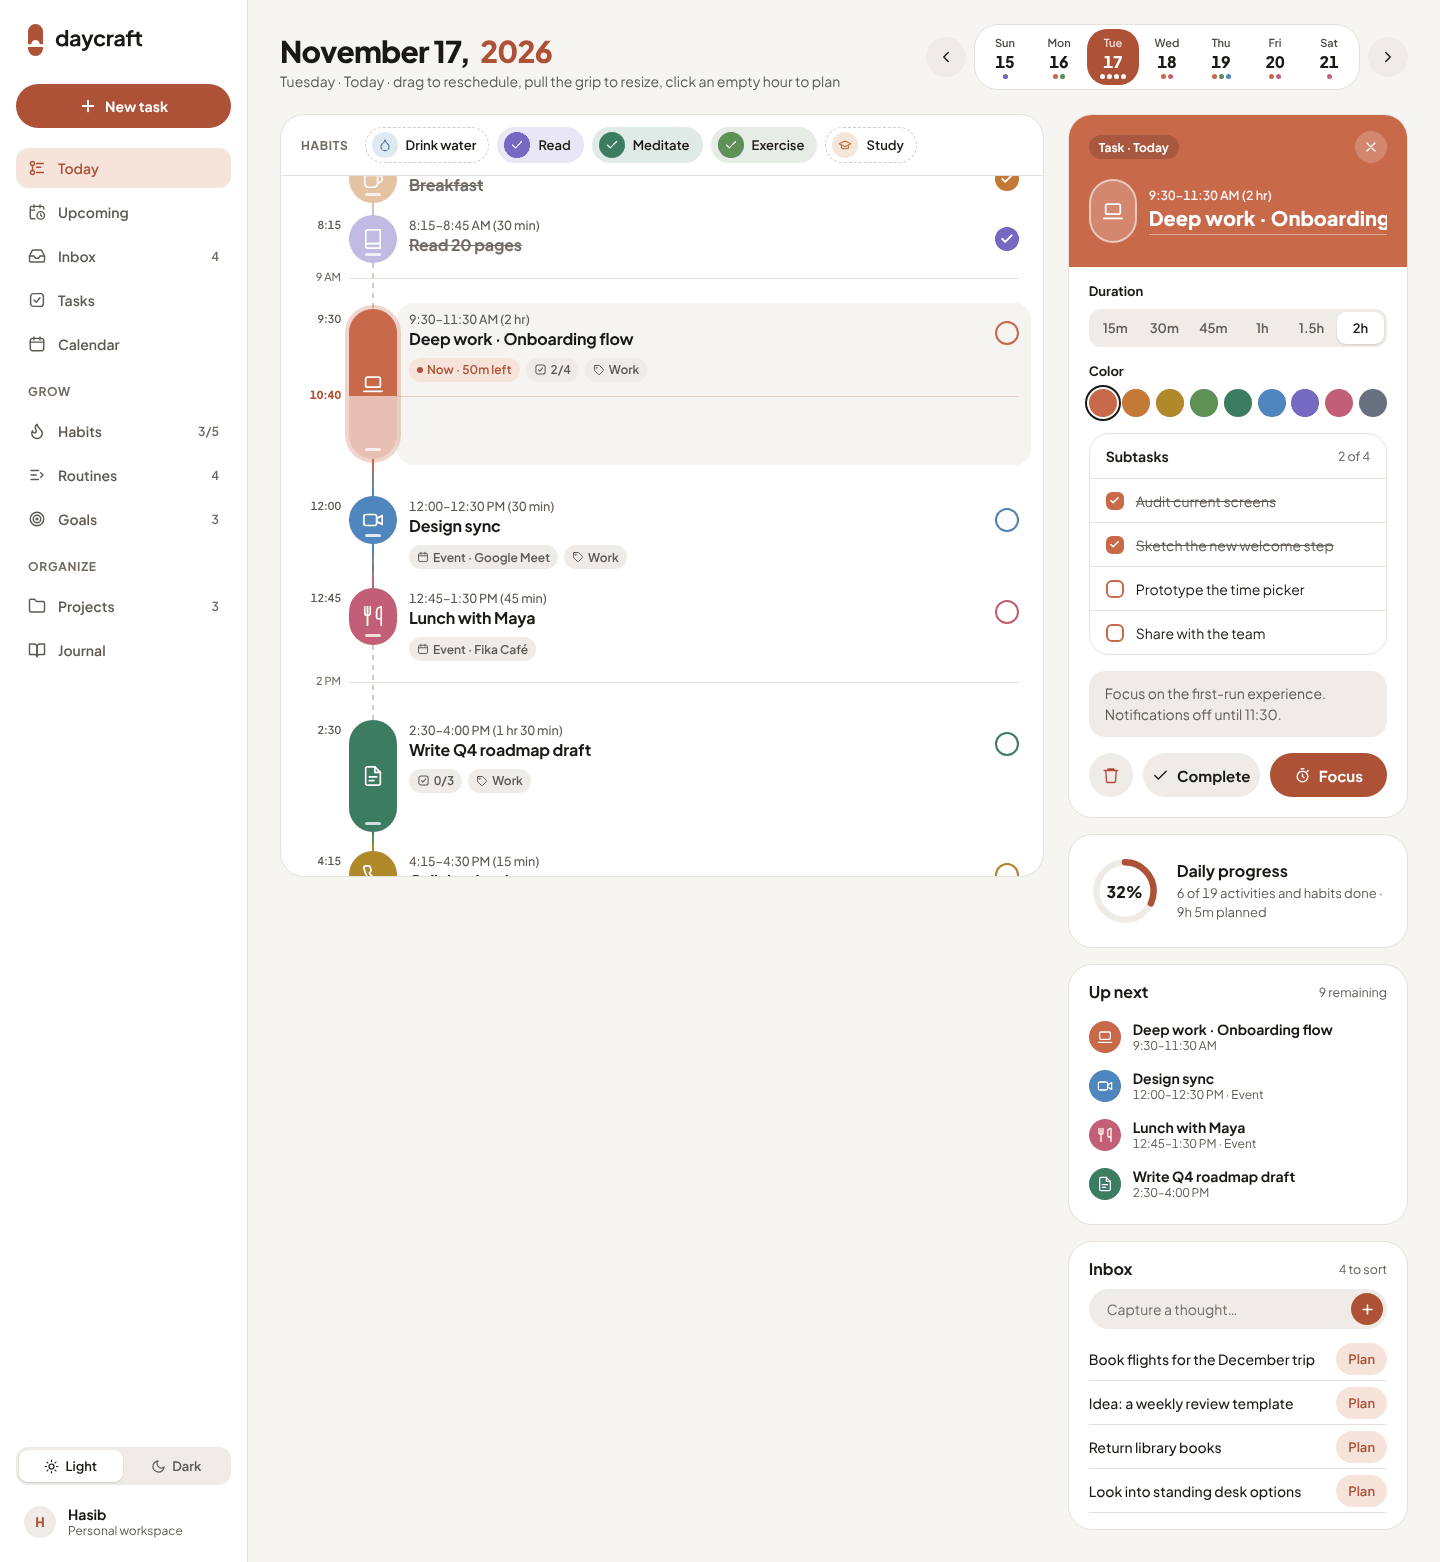 daycraft
New task
Today
Upcoming
Inbox 4
Tasks
Calendar
GROW
Habits 3/5
Routines 4
Goals 3
ORGANIZE
Projects 3
Journal
Light Dark
H
Hasib
Personal workspace
November 17, 2026
Tuesday · Today · drag to reschedule, pull the grip to resize, click an empty hour to plan
Sun Mon Tue Wed Thu Fri Sat
15 16 17 18 19 20 21
HABITS Drink water Read Meditate Exercise Study
Breakfast
8:15 8:15–8:45 AM (30 min)
Read 20 pages
9 AM
9:30 9:30–11:30 AM (2 hr)
Deep work · Onboarding flow
Now · 50m left 2/4 Work
10:40
12:00 12:00–12:30 PM (30 min)
Design sync
Event · Google Meet Work
12:45 12:45–1:30 PM (45 min)
Lunch with Maya
Event · Fika Café
2 PM
2:30 2:30–4:00 PM (1 hr 30 min)
Write Q4 roadmap draft
0/3 Work
4:15 4:15–4:30 PM (15 min)
Task · Today
9:30–11:30 AM (2 hr)
Deep work · Onboarding
Duration
15m 30m 45m 1h 1.5h 2h
Color
Subtasks 2 of 4
Audit current screens
Sketch the new welcome step
Prototype the time picker
Share with the team
Focus on the first-run experience.
Notifications off until 11:30.
Complete Focus
32%
Daily progress
6 of 19 activities and habits done ·
9h 5m planned
Up next 9 remaining
Deep work · Onboarding flow
9:30–11:30 AM
Design sync
12:00–12:30 PM · Event
Lunch with Maya
12:45–1:30 PM · Event
Write Q4 roadmap draft
2:30–4:00 PM
Inbox 4 to sort
Capture a thought…
Book flights for the December trip Plan
Idea: a weekly review template Plan
Return library books Plan
Look into standing desk options Plan